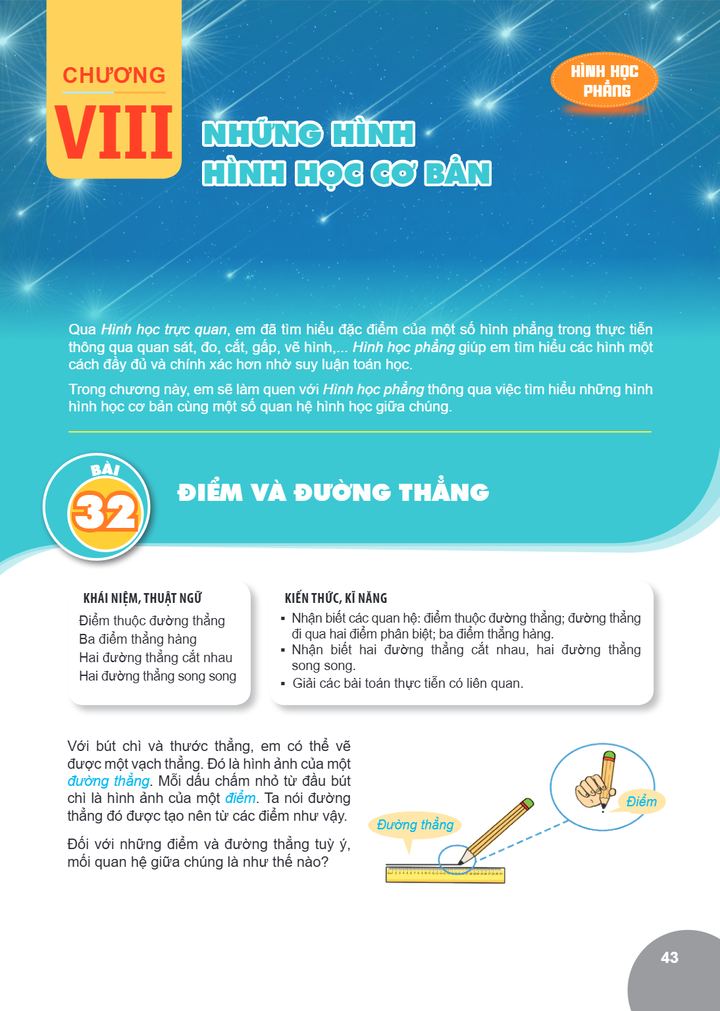 CHƯƠNG
VIII
HÌNH HỌC
PHẲNG
NHỮNG HÌNH
HÌNH HỌC CƠ BẢN
Qua Hình học trực quan, em đã tìm hiểu đặc điểm của một số hình phẳng trong thực tiễn
thông qua quan sát, đo, cắt, gấp, vẽ hình,... Hình học phẳng giúp em tìm hiểu các hình một
cách đầy đủ và chính xác hơn nhờ suy luận toán học.
Trong chương này, em sẽ làm quen với Hình học phẳng thông qua việc tìm hiểu những hình
hình học cơ bản cùng một số quan hệ hình học giữa chúng.
BÀI
32
ĐIỂM VÀ ĐƯỜNG THẲNG
KHÁI NIỆM, THUẬT NGỮ
Điểm thuộc đường thẳng
Ba điểm thẳng hàng
Hai đường thẳng cắt nhau
Hai đường thẳng song song
KIẾN THỨC, KĨ NĂNG
▪ Nhận biết các quan hệ: điểm thuộc đường thẳng; đường thẳng
đi qua hai điểm phân biệt; ba điểm thẳng hàng.
▪ Nhận biết hai đường thẳng cắt nhau, hai đường thẳng
song song.
▪ Giải các bài toán thực tiễn có liên quan.
Với bút chì và thước thẳng, em có thể vẽ
được một vạch thẳng. Đó là hình ảnh của một
đường thẳng. Mỗi dấu chấm nhỏ từ đầu bút
chì là hình ảnh của một điểm. Ta nói đường
thẳng đó được tạo nên từ các điểm như vậy.
Đối với những điểm và đường thẳng tuỳ ý,
mối quan hệ giữa chúng là như thế nào?
Điểm
Đường thẳng
43